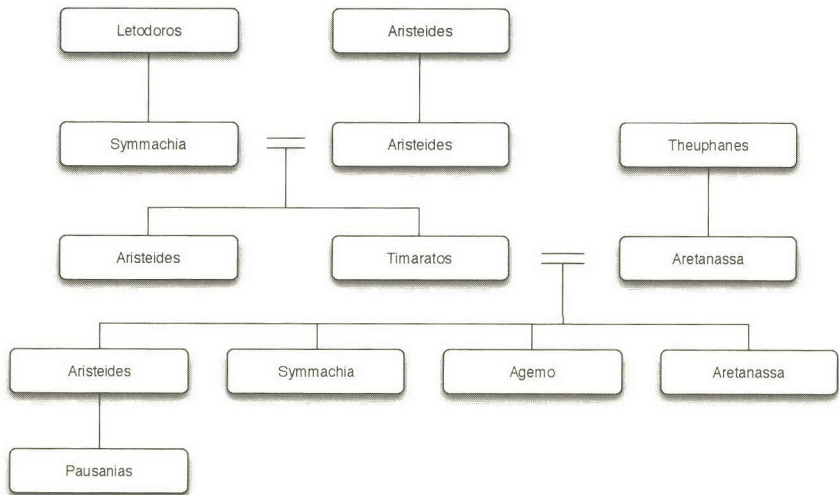 Letodoros
Aristeides
Symmachia
Aristeides
Theuphanes
Aristeides
Timaratos
Aretanassa
Aristeides
Symmachia
Agemo
Aretanassa
Pausanias